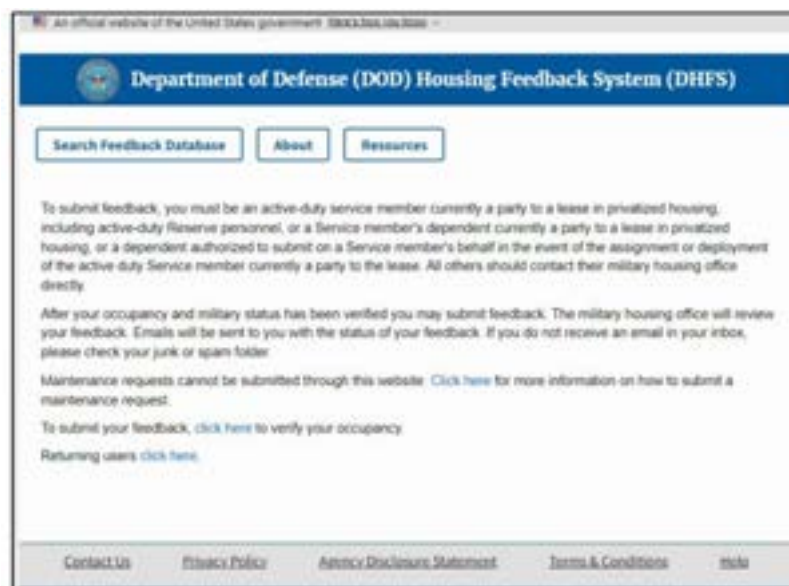 An official website of the United States government Here's how you know
Department of Defense (DOD) Housing Feedback System (DHFS)
Search Feedback Database About Resources
To submit feedback, you must be an active-duty service member currently a party to a lease in privatized housing,
including active-duty Reserve personnel, or a Service member's dependent currently a party to a lease in privatized
housing, or a dependent authorized to submit on a Service member's behalf in the event of the assignment or deployment
of the active duty Service member currently a party to the lease. All others should contact their military housing office
directly.
After your occupancy and military status has been verified you may submit feedback. The military housing office will review
your feedback. Emails will be sent to you with the status of your feedback. If you do not receive an email in your inbox,
please check your junk or spam folder.
Maintenance requests cannot be submitted through this website. Click here for more information on how to submit a
maintenance request.
To submit your feedback, click here to verify your occupancy.
Returning users click here.
Contact Us Privacy Policy Agency Disclosure Statement Terms & Conditions Help